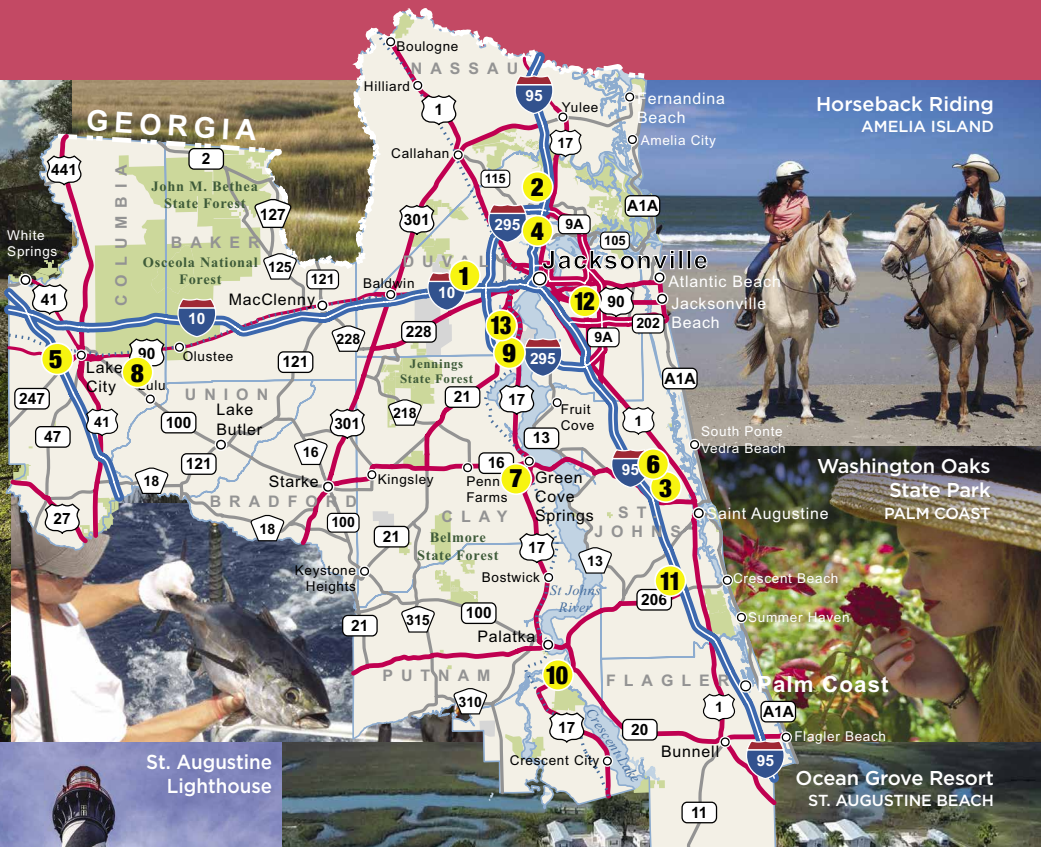 Boulogne
NASSAU
Hilliard
1
95
Yulee
Fernandina
Beach
Horseback Riding
AMELIA ISLAND
GEORGIA
17
Amelia City
Callahan
441
2
115
2
John M. Bethea
State Forest
COLUMBIA
127
301
295
4
9A
A1A
105
White
Springs
BAKER
Osceola National
Forest
125
121
DUVAL
Jacksonville
41
MacClenny
Baldwin
10
1
Atlantic Beach
12
90
Jacksonville
Beach
10
228
228
13
202
9A
5
90
Olustee
Lake
City
8
Lulu
121
Jennings
State Forest
9
295
A1A
247
UNION
21
17
41
100
Lake
Butler
301
218
Fruit
Cove
1
47
13
South Ponte
Vedra Beach
121
16
16
95
6
Washington Oaks
State Park
PALM COAST
18
Starke
Kingsley
Penn
Farms
7
Green
Cove
Springs
3
27
BRADFORD
18
100
CLAY
ST
JOHNS
Saint Augustine
21
Belmore
State Forest
17
13
Keystone
Heights
Bostwick
11
Crescent Beach
St Johns
River
206
21
315
100
Summer Haven
Palatka
PUTNAM
10
FLAGLER
Palm Coast
310
17
Crescent Lake
20
1
A1A
Bunnell
Flagler Beach
Crescent City
95
St. Augustine
Lighthouse
Ocean Grove Resort
ST. AUGUSTINE BEACH
11